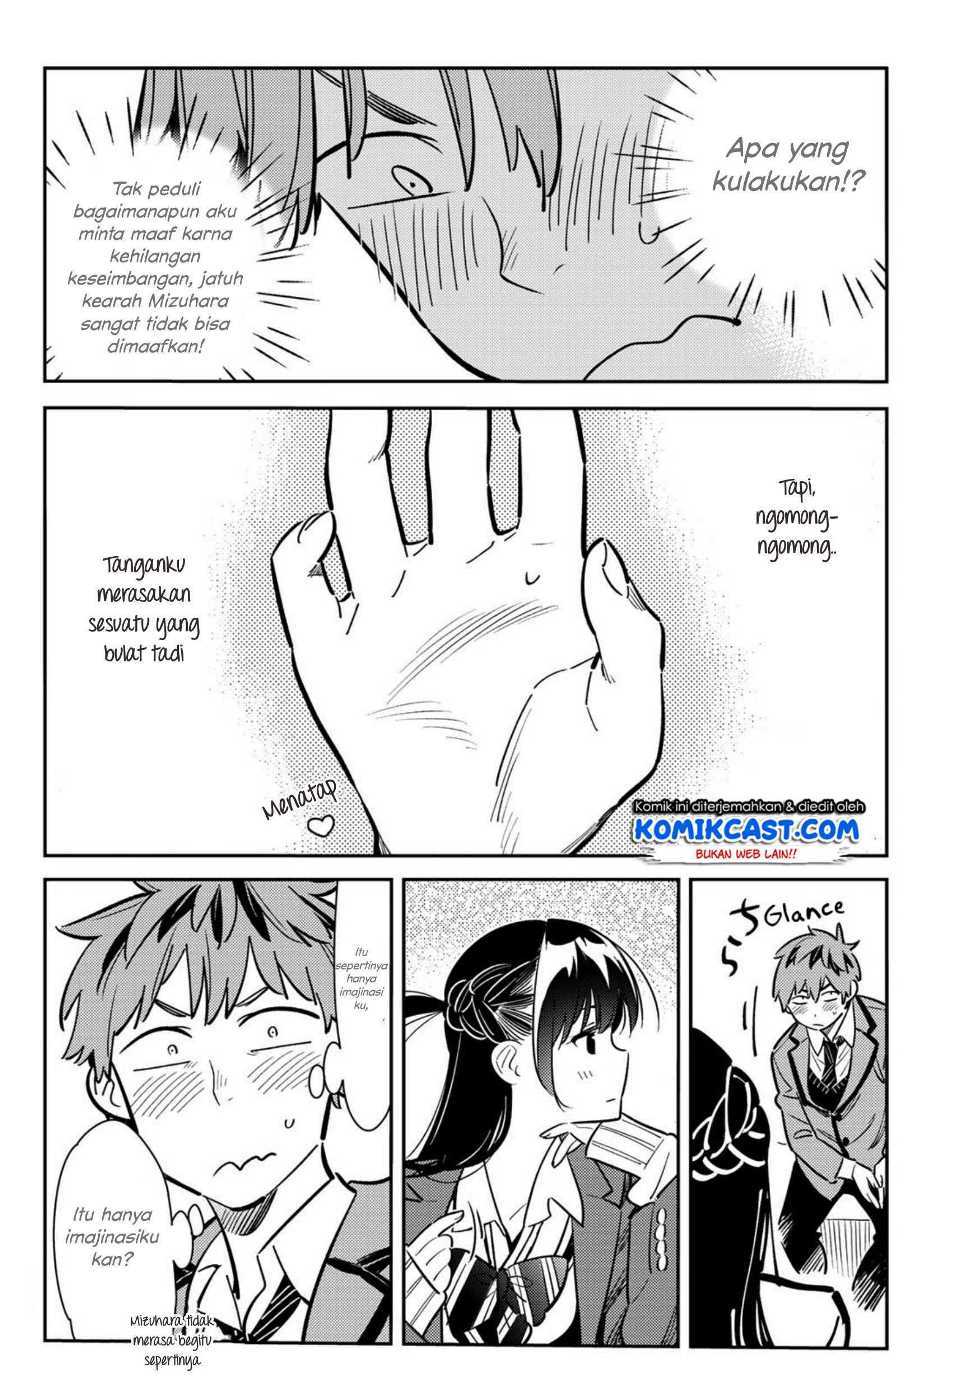 Apa yang
kulakukan!?
Tak peduli
bagaimanapun aku
minta maaf karna
kehilangan
keseimbangan, jatuh
kearah Mizuhara
sangat tidak bisa
dimaafkan!
Tapi,
ngomong-
ngomong..
Tanganku
merasakan
sesuatu yang
bulat tadi
Menatap
Komik ini diterjemahkan & diedit oleh
KOMIKCAST.COM
BUKAN WEB LAIN!!
ちら
Glance
Itu
sepertinya
hanya
imajinasi
ku,
Itu hanya
imajinasiku
kan?
Mizuhara tidak
merasa begitu
sepertinya